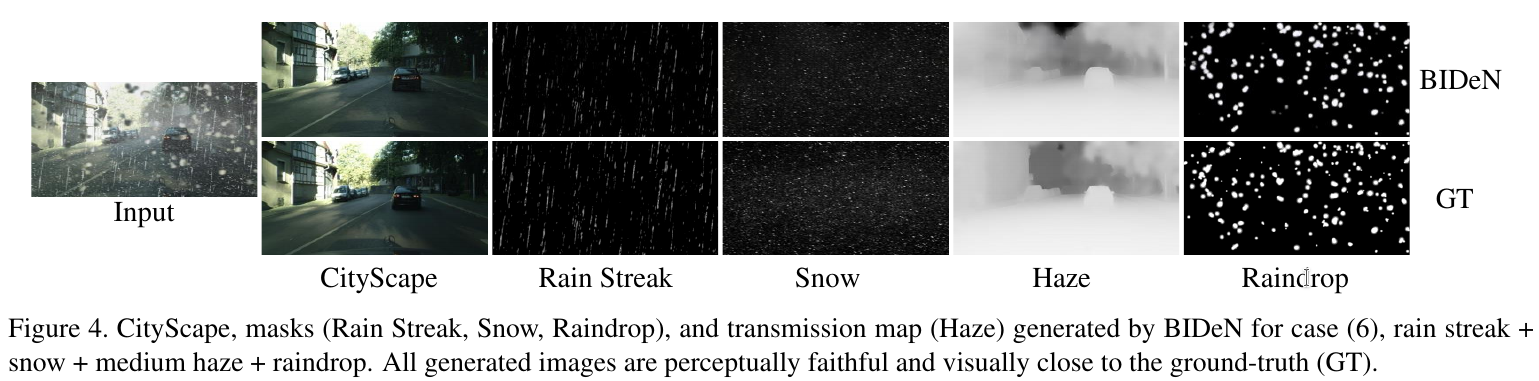 BIDeN
Input
GT
CityScape Rain Streak Snow Haze Raindrop
Figure 4. CityScape, masks (Rain Streak, Snow, Raindrop), and transmission map (Haze) generated by BIDeN for case (6), rain streak +
snow + medium haze + raindrop. All generated images are perceptually faithful and visually close to the ground-truth (GT).